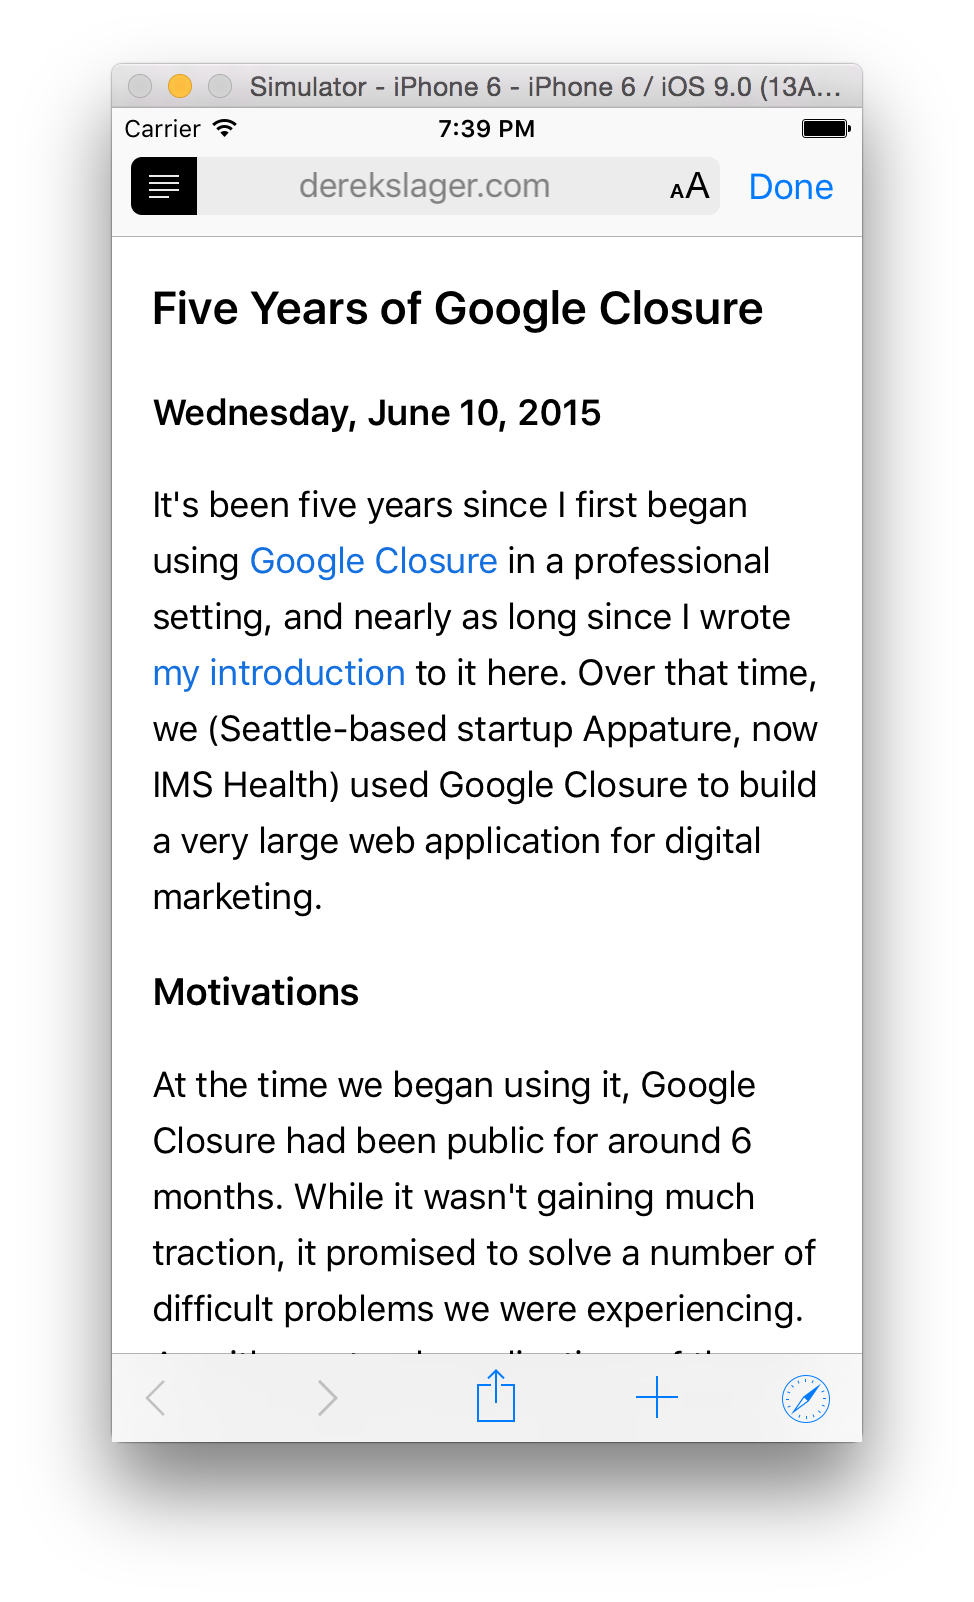 Simulator - iPhone 6 - iPhone 6 / iOS 9.0 (13A...
Carrier 7:39 PM
derekslager.com AA Done
Five Years of Google Closure
Wednesday, June 10, 2015
It's been five years since I first began
using Google Closure in a professional
setting, and nearly as long since I wrote
my introduction to it here. Over that time,
we (Seattle-based startup Appature, now
IMS Health) used Google Closure to build
a very large web application for digital
marketing.
Motivations
At the time we began using it, Google
Closure had been public for around 6
months. While it wasn't gaining much
traction, it promised to solve a number of
difficult problems we were experiencing.